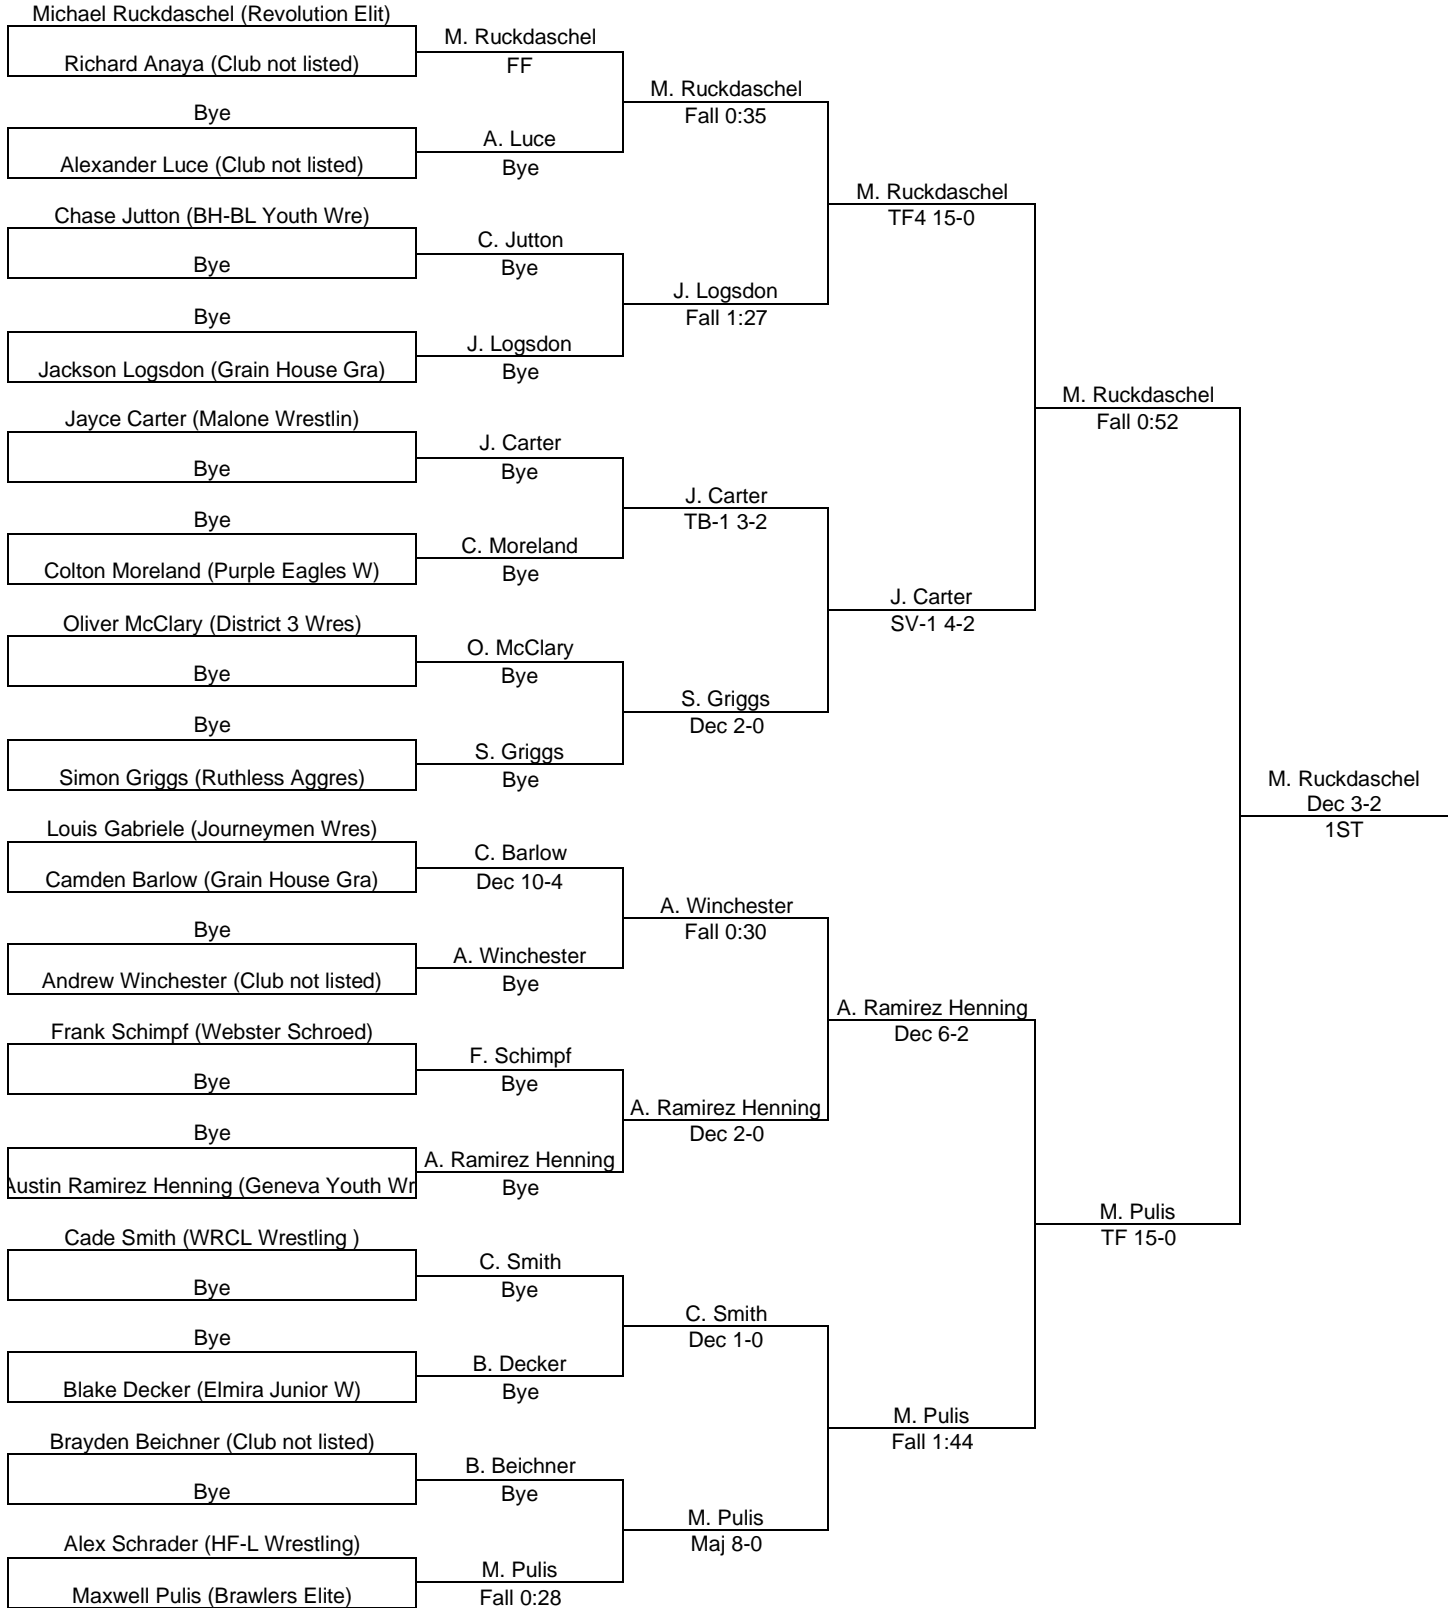 Michael Ruckdaschel (Revolution Elit)
Richard Anaya (Club not listed)
Bye
Alexander Luce (Club not listed)
Chase Jutton (BH-BL Youth Wre)
Bye
Bye
Jackson Logsdon (Grain House Gra)
Jayce Carter (Malone Wrestlin)
Bye
Bye
Colton Moreland (Purple Eagles W)
Oliver McClary (District 3 Wres)
Bye
Bye
Simon Griggs (Ruthless Aggres)
Louis Gabriele (Journeymen Wres)
Camden Barlow (Grain House Gra)
Bye
Andrew Winchester (Club not listed)
Frank Schimpf (Webster Schroed)
Bye
Bye
Austin Ramirez Henning (Geneva Youth Wr
Cade Smith (WRCL Wrestling )
Bye
Bye
Blake Decker (Elmira Junior W)
Brayden Beichner (Club not listed)
Bye
Alex Schrader (HF-L Wrestling)
Maxwell Pulis (Brawlers Elite)
M. Ruckdaschel
FF
A. Luce
Bye
C. Jutton
Bye
J. Logsdon
Bye
J. Carter
Bye
C. Moreland
Bye
O. McClary
Bye
S. Griggs
Bye
C. Barlow
Dec 10-4
A. Winchester
Bye
F. Schimpf
Bye
A. Ramirez Henning
Bye
C. Smith
Bye
B. Decker
Bye
B. Beichner
Bye
M. Pulis
Fall 0:28
M. Ruckdaschel
Fall 0:35
J. Logsdon
Fall 1:27
J. Carter
TB-1 3-2
S. Griggs
Dec 2-0
A. Winchester
Fall 0:30
A. Ramirez Henning
Dec 2-0
C. Smith
Dec 1-0
M. Pulis
Maj 8-0
M. Ruckdaschel
TF4 15-0
J. Carter
SV-1 4-2
A. Ramirez Henning
Dec 6-2
M. Pulis
Fall 1:44
M. Ruckdaschel
Fall 0:52
M. Pulis
TF 15-0
M. Ruckdaschel
Dec 3-2
1ST